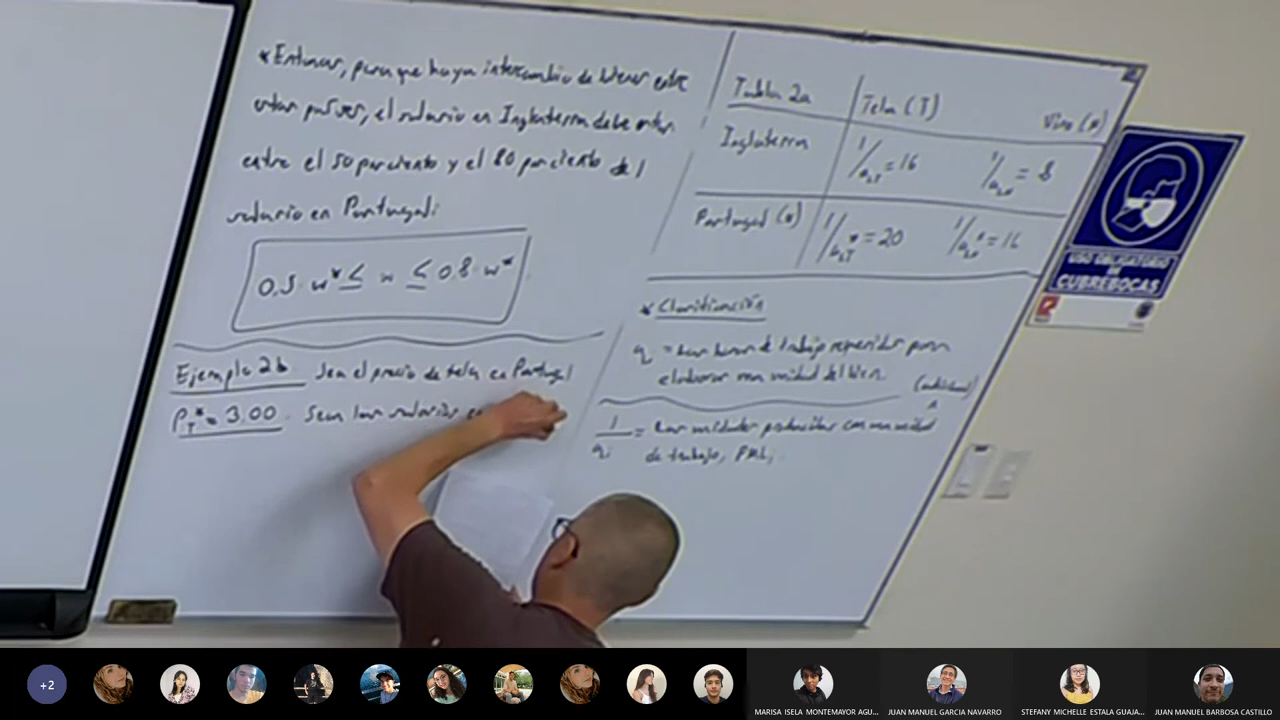 * Entonces, para que haya intercambio de bienes entre
estos países, el salario en Inglaterra debe estar
entre el 50 por ciento y el 80 por ciento del
salario en Portugal:
0.5 w* ≤ w ≤ 0.8 w*
Ejemplo 2b Sea el precio de tela en Portugal
P_T* = 3.00. Sean los salarios
Tabla 2a Tela (T) Vino (*)
Inglaterra 1/a_LT = 16 1/a_L = 8
Portugal (*) 1/a_LT* = 20 1/a_L* = 16
* Clarificación
a = las horas de trabajo requeridas para
elaborar una unidad del bien.
(adicional)
1/a = las unidades producidas con una unidad
de trabajo, PML
USO OBLIGATORIO
DE
CUBREBOCAS
+2
MARISA ISELA MONTEMAYOR AGU...
JUAN MANUEL GARCIA NAVARRO
STEFANY MICHELLE ESTALA GUAJA...
JUAN MANUEL BARBOSA CASTILLO